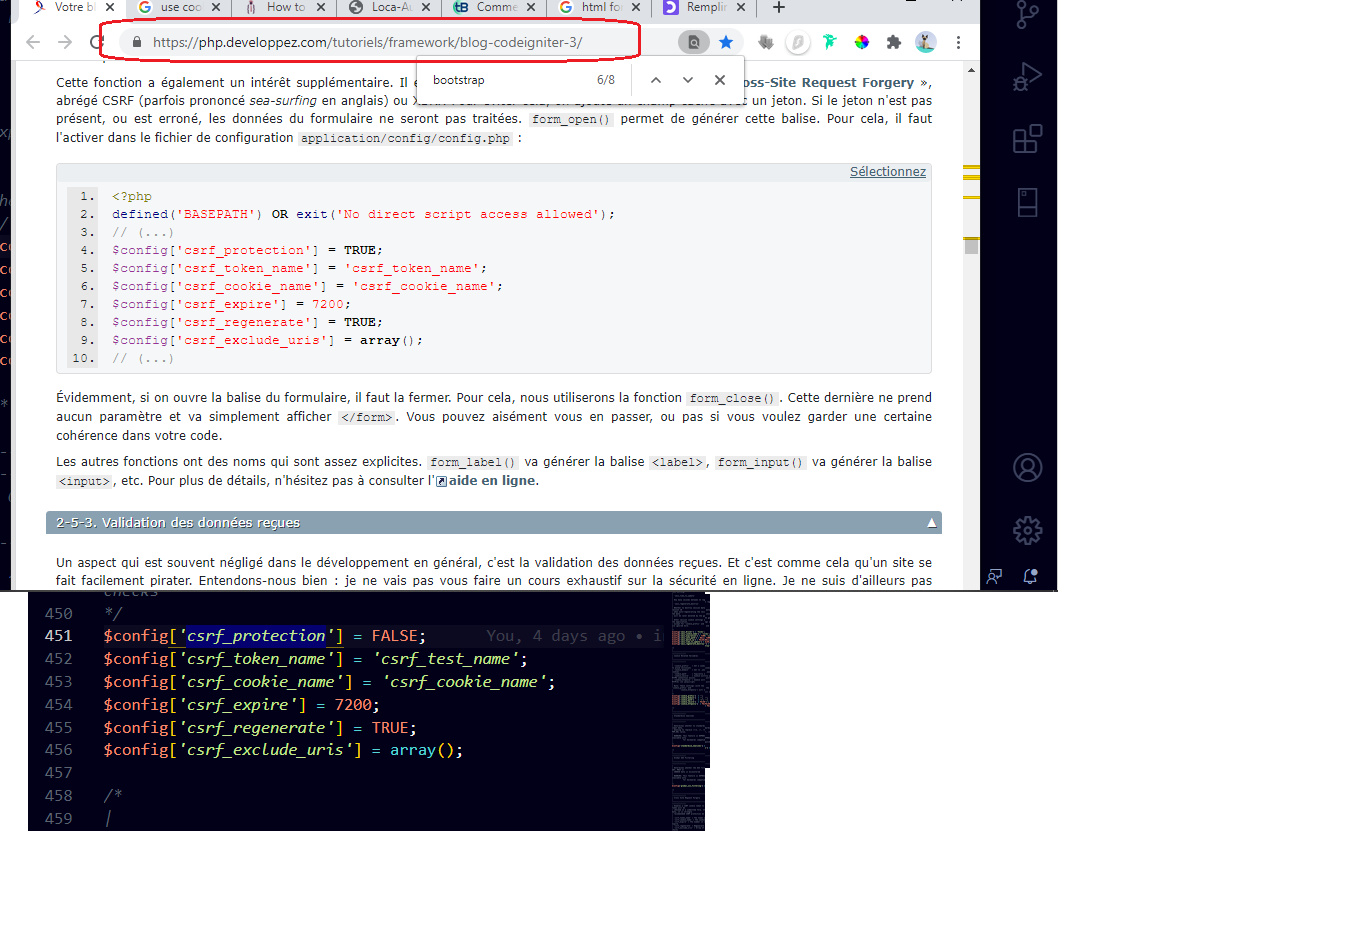 Votre bl
use coo
How to
Loca-Au
Comme
html for
Remplir
https://php.developpez.com/tutoriels/framework/blog-codeigniter-3/
bootstrap 6/8
Cette fonction a également un intérêt supplémentaire. Il oss-Site Request Forgery »,
abrégé CSRF (parfois prononcé sea-surfing en anglais) ou un jeton. Si le jeton n'est pas
présent, ou est erroné, les données du formulaire ne seront pas traitées. form_open() permet de générer cette balise. Pour cela, il faut
l'activer dans le fichier de configuration application/config/config.php :
Sélectionnez
1. <?php
2. defined('BASEPATH') OR exit('No direct script access allowed');
3. // (...)
4. $config['csrf_protection'] = TRUE;
5. $config['csrf_token_name'] = 'csrf_token_name';
6. $config['csrf_cookie_name'] = 'csrf_cookie_name';
7. $config['csrf_expire'] = 7200;
8. $config['csrf_regenerate'] = TRUE;
9. $config['csrf_exclude_uris'] = array();
10. // (...)
Évidemment, si on ouvre la balise du formulaire, il faut la fermer. Pour cela, nous utiliserons la fonction form_close(). Cette dernière ne prend
aucun paramètre et va simplement afficher </form>. Vous pouvez aisément vous en passer, ou pas si vous voulez garder une certaine
cohérence dans votre code.
Les autres fonctions ont des noms qui sont assez explicites. form_label() va générer la balise <label>, form_input() va générer la balise
<input>, etc. Pour plus de détails, n'hésitez pas à consulter l'aide en ligne.
2-5-3. Validation des données reçues
Un aspect qui est souvent négligé dans le développement en général, c'est la validation des données reçues. Et c'est comme cela qu'un site se
fait facilement pirater. Entendons-nous bien : je ne vais pas vous faire un cours exhaustif sur la sécurité en ligne. Je ne suis d'ailleurs pas
checks
450 */
451 $config['csrf_protection'] = FALSE; You, 4 days ago • i
452 $config['csrf_token_name'] = 'csrf_test_name';
453 $config['csrf_cookie_name'] = 'csrf_cookie_name';
454 $config['csrf_expire'] = 7200;
455 $config['csrf_regenerate'] = TRUE;
456 $config['csrf_exclude_uris'] = array();
457
458 /*
459 |